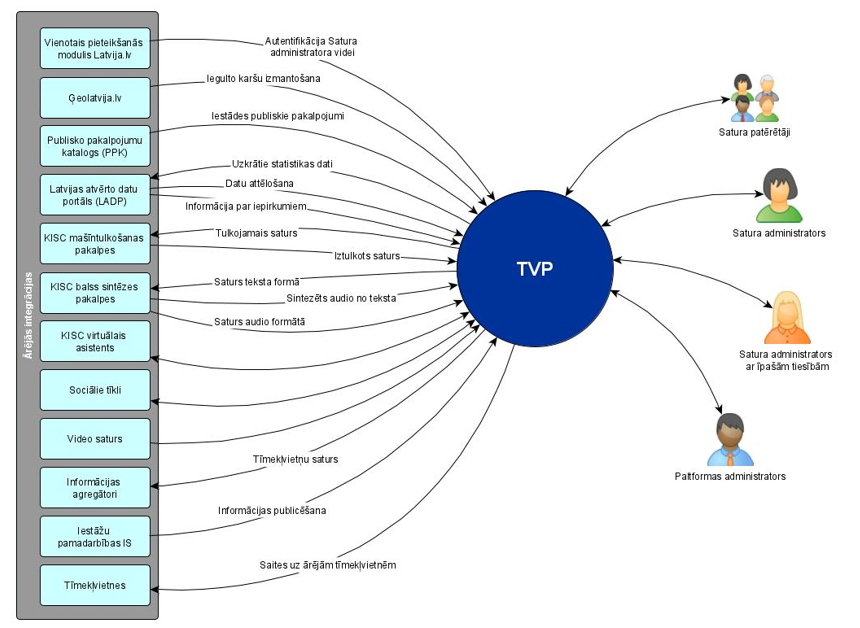 Ārējās integrācijas
Vienotais pieteikšanās
modulis Latvija.lv
Ģeolatvija.lv
Publisko pakalpojumu
katalogs (PPK)
Latvijas atvērto datu
portāls (LADP)
KISC mašīntulkošanas
pakalpes
KISC balss sintēzes
pakalpes
KISC virtuālais
asistents
Sociālie tīkli
Video saturs
Informācijas
agregātori
Iestāžu
pamadarbības IS
Tīmekļvietnes
Autentifikācija Satura
administratora videi
Iegulto karšu izmantošana
Iestādes publiskie pakalpojumi
Uzkrātie statistikas dati
Datu attēlošana
Informācija par iepirkumiem
Tulkojamais saturs
Iztulkots saturs
Saturs teksta formā
Sintezēts audio no teksta
Saturs audio formātā
Tīmekļvietņu saturs
Informācijas publicēšana
Saites uz ārējām tīmekļvietnēm
TVP
Satura patērētāji
Satura administrators
Satura administrators
ar īpašām tiesībām
Paltformas administrators